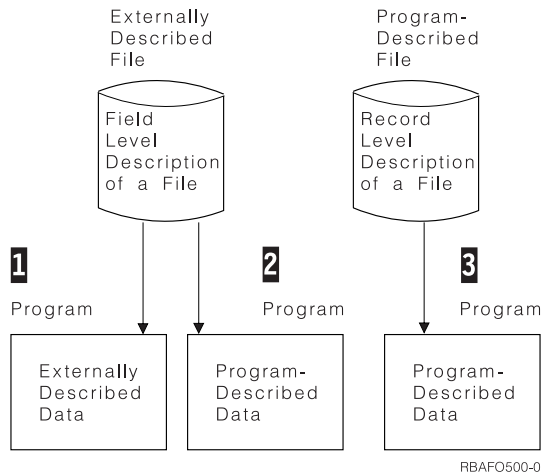 Externally
Described
File
Program-
Described
File
Field
Level
Description
of a File
Record
Level
Description
of a File
1
2
3
Program
Program
Program
Externally
Described
Data
Program-
Described
Data
Program-
Described
Data
RBAFO500-0